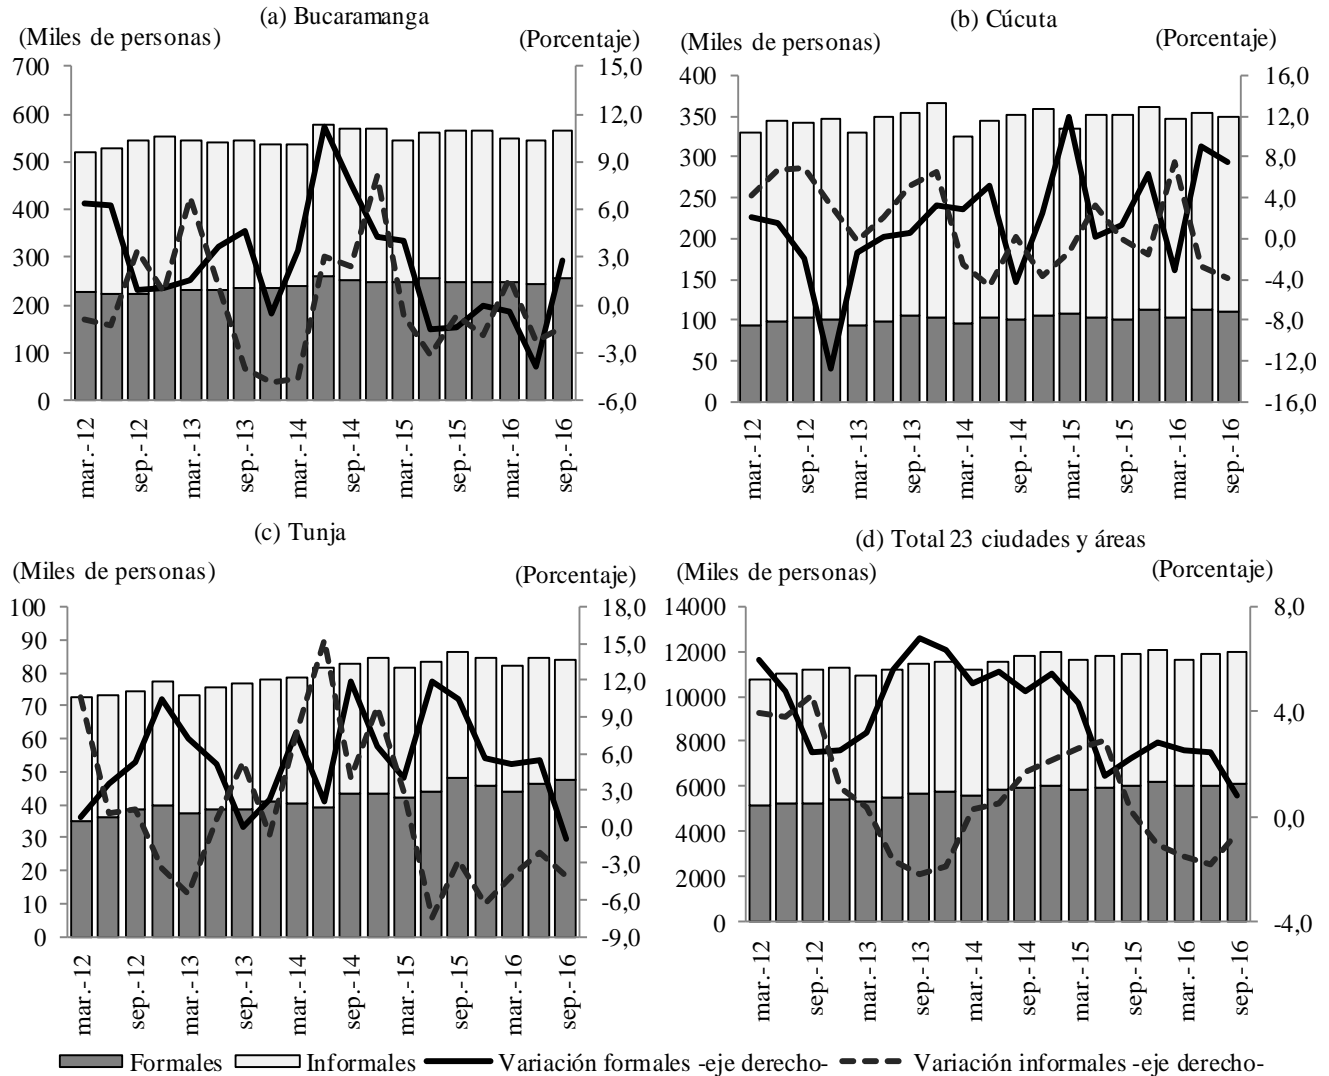 (a) Bucaramanga
(Miles de personas) (Porcentaje)
700 15,0
600 12,0
500 9,0
400 6,0
300 3,0
200 0,0
100 -3,0
0 -6,0
mar.-12 sep.-12 mar.-13 sep.-13 mar.-14 sep.-14 mar.-15 sep.-15 mar.-16 sep.-16
(b) Cúcuta
(Miles de personas) (Porcentaje)
400 16,0
350 12,0
300 8,0
250 4,0
200 0,0
150 -4,0
100 -8,0
50 -12,0
0 -16,0
mar.-12 sep.-12 mar.-13 sep.-13 mar.-14 sep.-14 mar.-15 sep.-15 mar.-16 sep.-16
(c) Tunja
(Miles de personas) (Porcentaje)
100 18,0
90 15,0
80 12,0
70 9,0
60 6,0
50 3,0
40 0,0
30 -3,0
20 -6,0
10 -9,0
0
mar.-12 sep.-12 mar.-13 sep.-13 mar.-14 sep.-14 mar.-15 sep.-15 mar.-16 sep.-16
(d) Total 23 ciudades y áreas
(Miles de personas) (Porcentaje)
14000 8,0
12000
10000 4,0
8000
6000 0,0
4000
2000
0 -4,0
mar.-12 sep.-12 mar.-13 sep.-13 mar.-14 sep.-14 mar.-15 sep.-15 mar.-16 sep.-16
Formales Informales Variación formales -eje derecho- Variación informales -eje derecho-